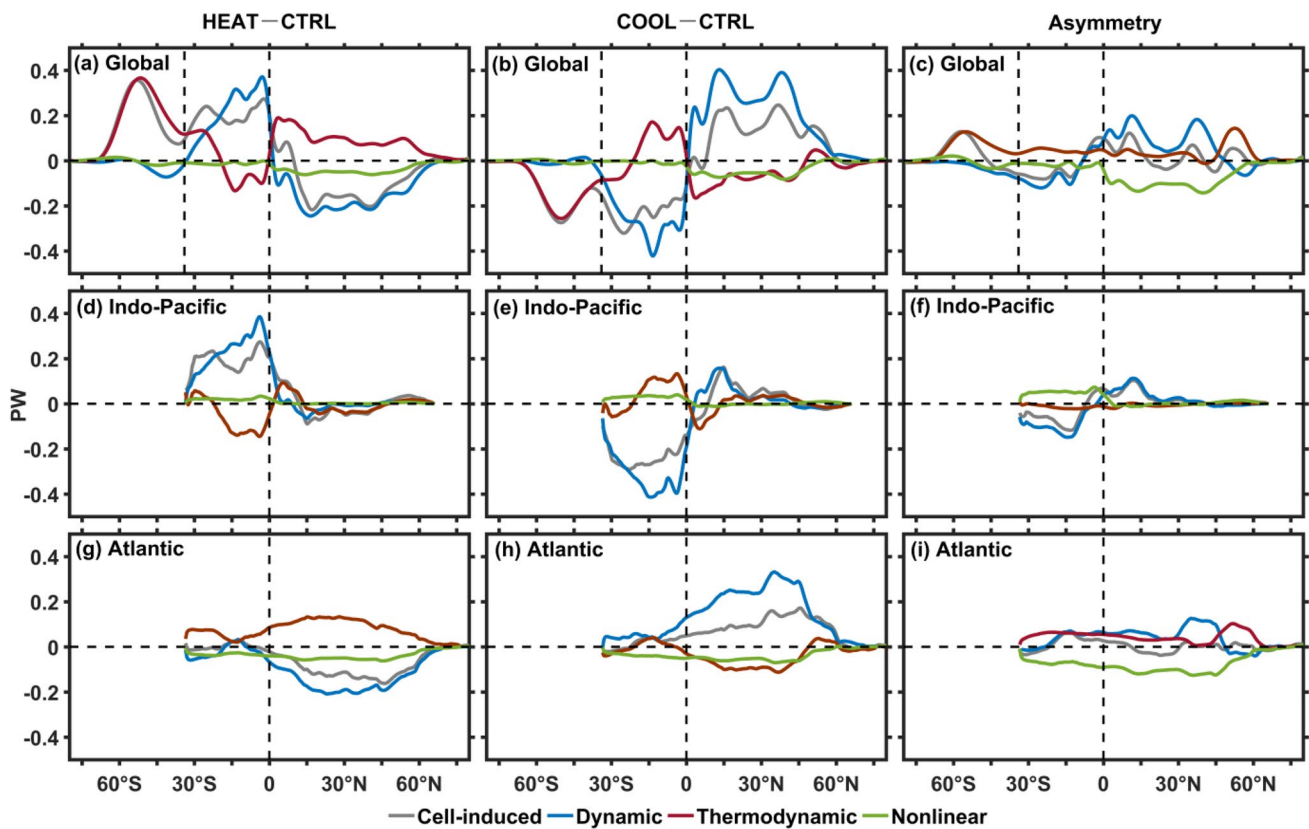 HEAT—CTRL COOL—CTRL Asymmetry
(a) Global (b) Global (c) Global
0.4
0.2
0
-0.2
-0.4
(d) Indo-Pacific (e) Indo-Pacific (f) Indo-Pacific
0.4
0.2
0
-0.2
-0.4
PW
(g) Atlantic (h) Atlantic (i) Atlantic
0.4
0.2
0
-0.2
-0.4
60°S 30°S 0 30°N 60°N 60°S 30°S 0 30°N 60°N 60°S 30°S 0 30°N 60°N
Cell-induced Dynamic Thermodynamic Nonlinear